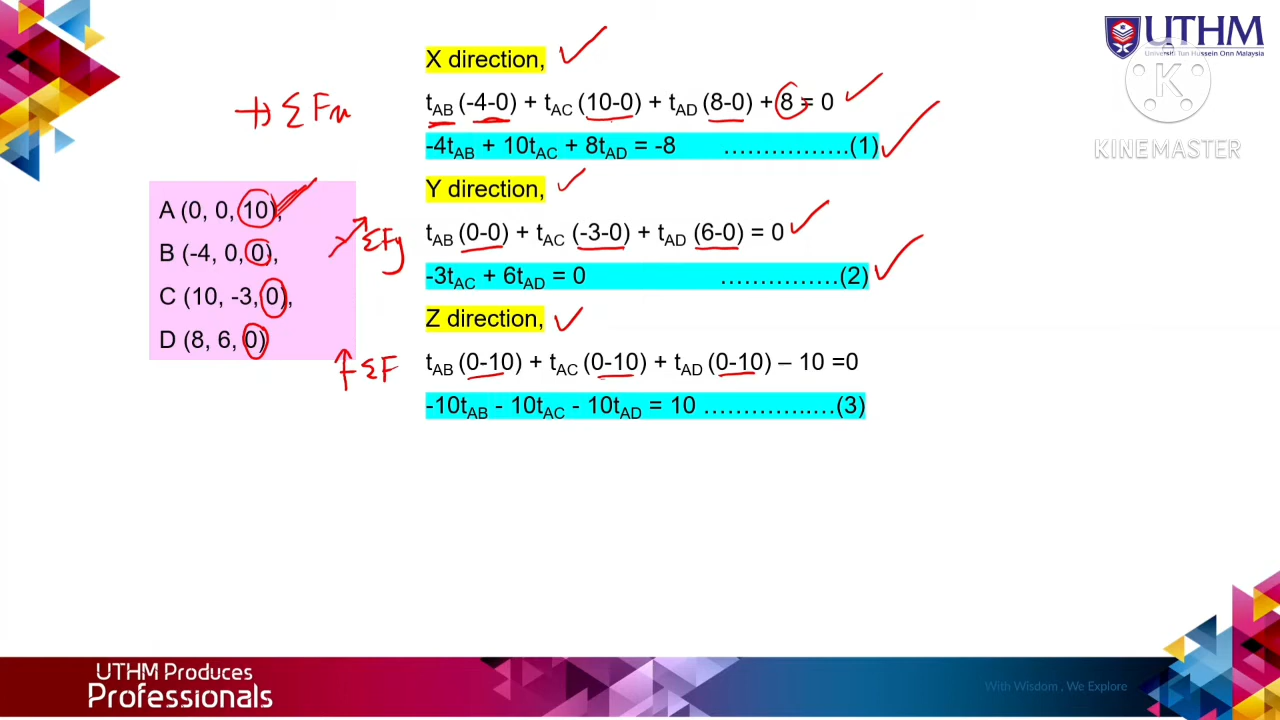 UTHM
Universiti Tun Hussein Onn Malaysia
K
KINEMASTER
X direction,
tAB (-4-0) + tAC (10-0) + tAD (8-0) + 8 = 0
→ Σ Fx
-4tAB + 10tAC + 8tAD = -8 ................(1)
Y direction,
A (0, 0, 10),
tAB (0-0) + tAC (-3-0) + tAD (6-0) = 0
ΣFy
B (-4, 0, 0),
-3tAC + 6tAD = 0 ...............(2)
C (10, -3, 0),
Z direction,
D (8, 6, 0)
tAB (0-10) + tAC (0-10) + tAD (0-10) – 10 =0
↑ ΣF
-10tAB - 10tAC - 10tAD = 10 .................(3)
UTHM Produces
Professionals
With Wisdom , We Explore